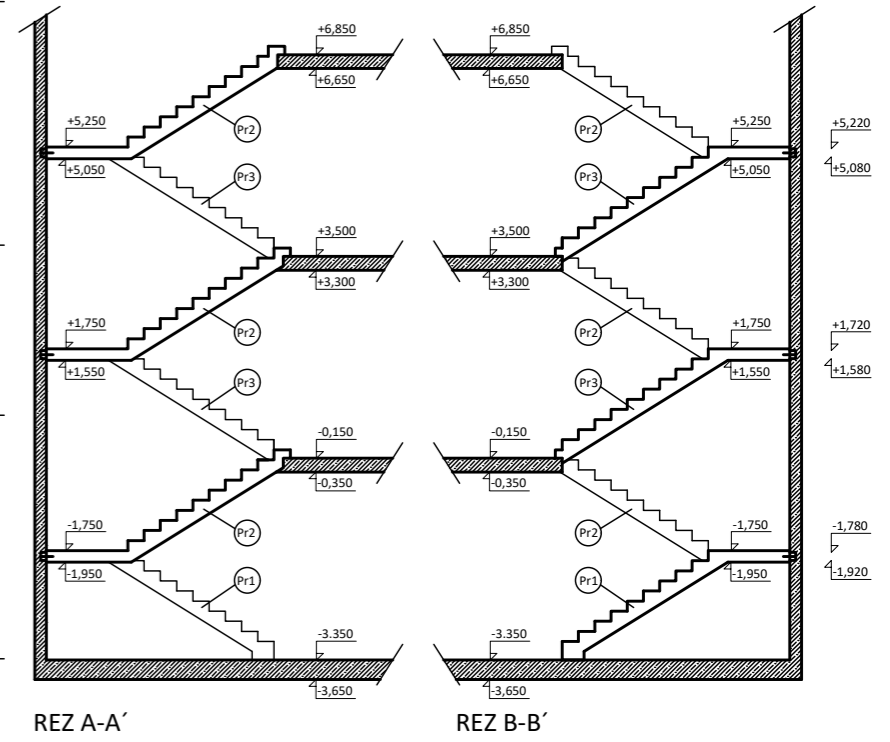 +6,850 +6,850
+6,650 +6,650
+5,250 Pr2 Pr2 +5,250 +5,220
+5,050 Pr3 Pr3 +5,050 +5,080
+3,500 +3,500
+3,300 +3,300
+1,750 Pr2 Pr2 +1,750 +1,720
+1,550 Pr3 Pr3 +1,550 +1,580
-0,150 -0,150
-0,350 -0,350
-1,750 Pr2 Pr2 -1,750 -1,780
-1,950 Pr1 Pr1 -1,950 -1,920
-3.350 -3.350
-3,650 -3,650
REZ A-A´ REZ B-B´